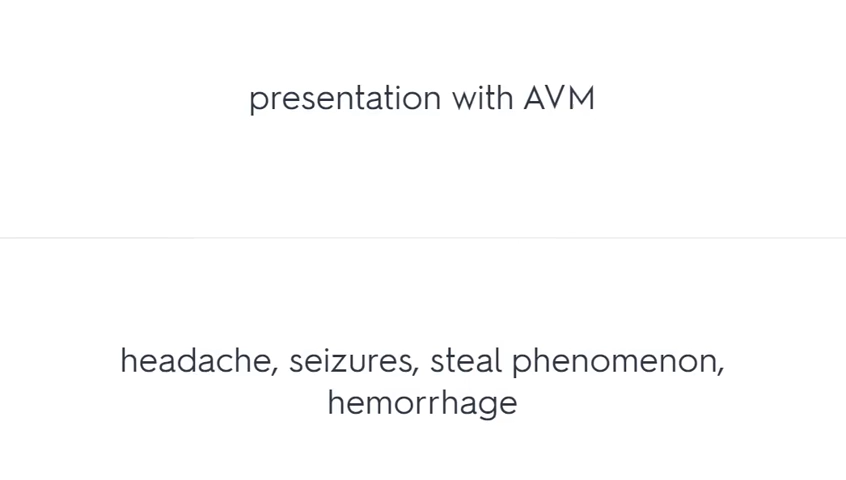 presentation with AVM
headache, seizures, steal phenomenon,
hemorrhage